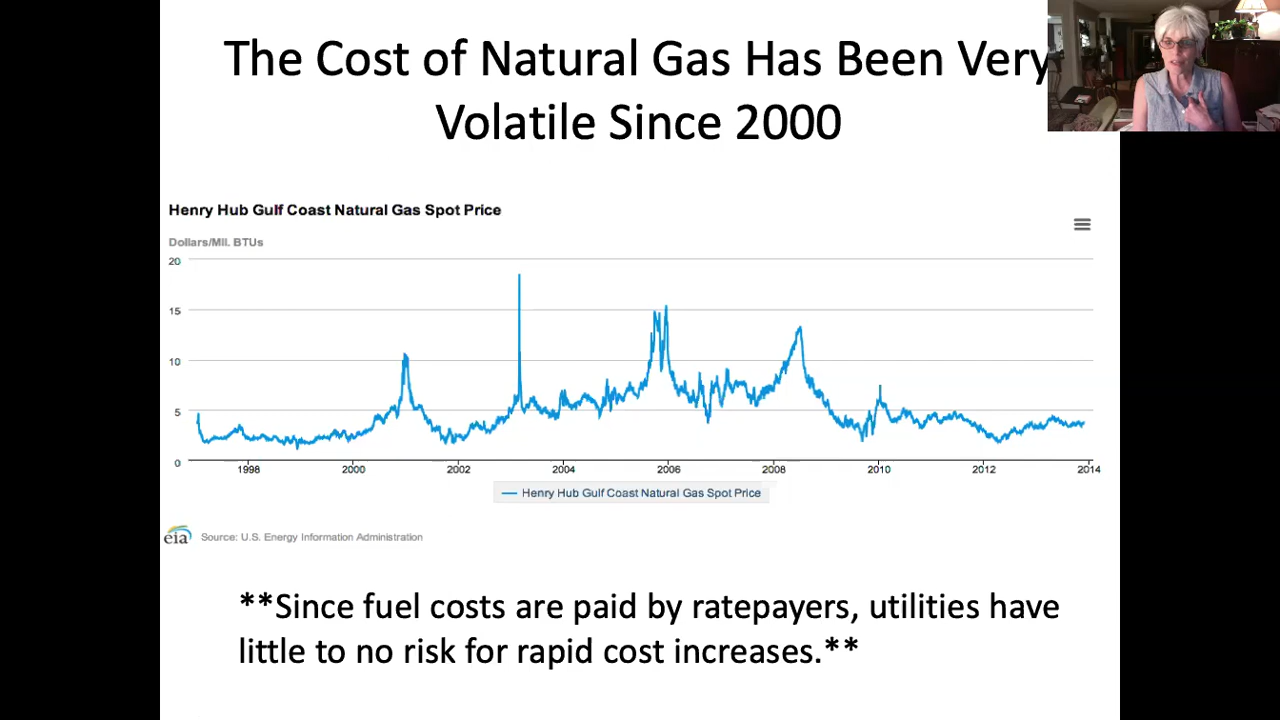 The Cost of Natural Gas Has Been Very
Volatile Since 2000
Henry Hub Gulf Coast Natural Gas Spot Price
Dollars/Mil. BTUs
20
15
10
5
0
1998 2000 2002 2004 2006 2008 2010 2012 2014
Henry Hub Gulf Coast Natural Gas Spot Price
eia Source: U.S. Energy Information Administration
**Since fuel costs are paid by ratepayers, utilities have
little to no risk for rapid cost increases.**